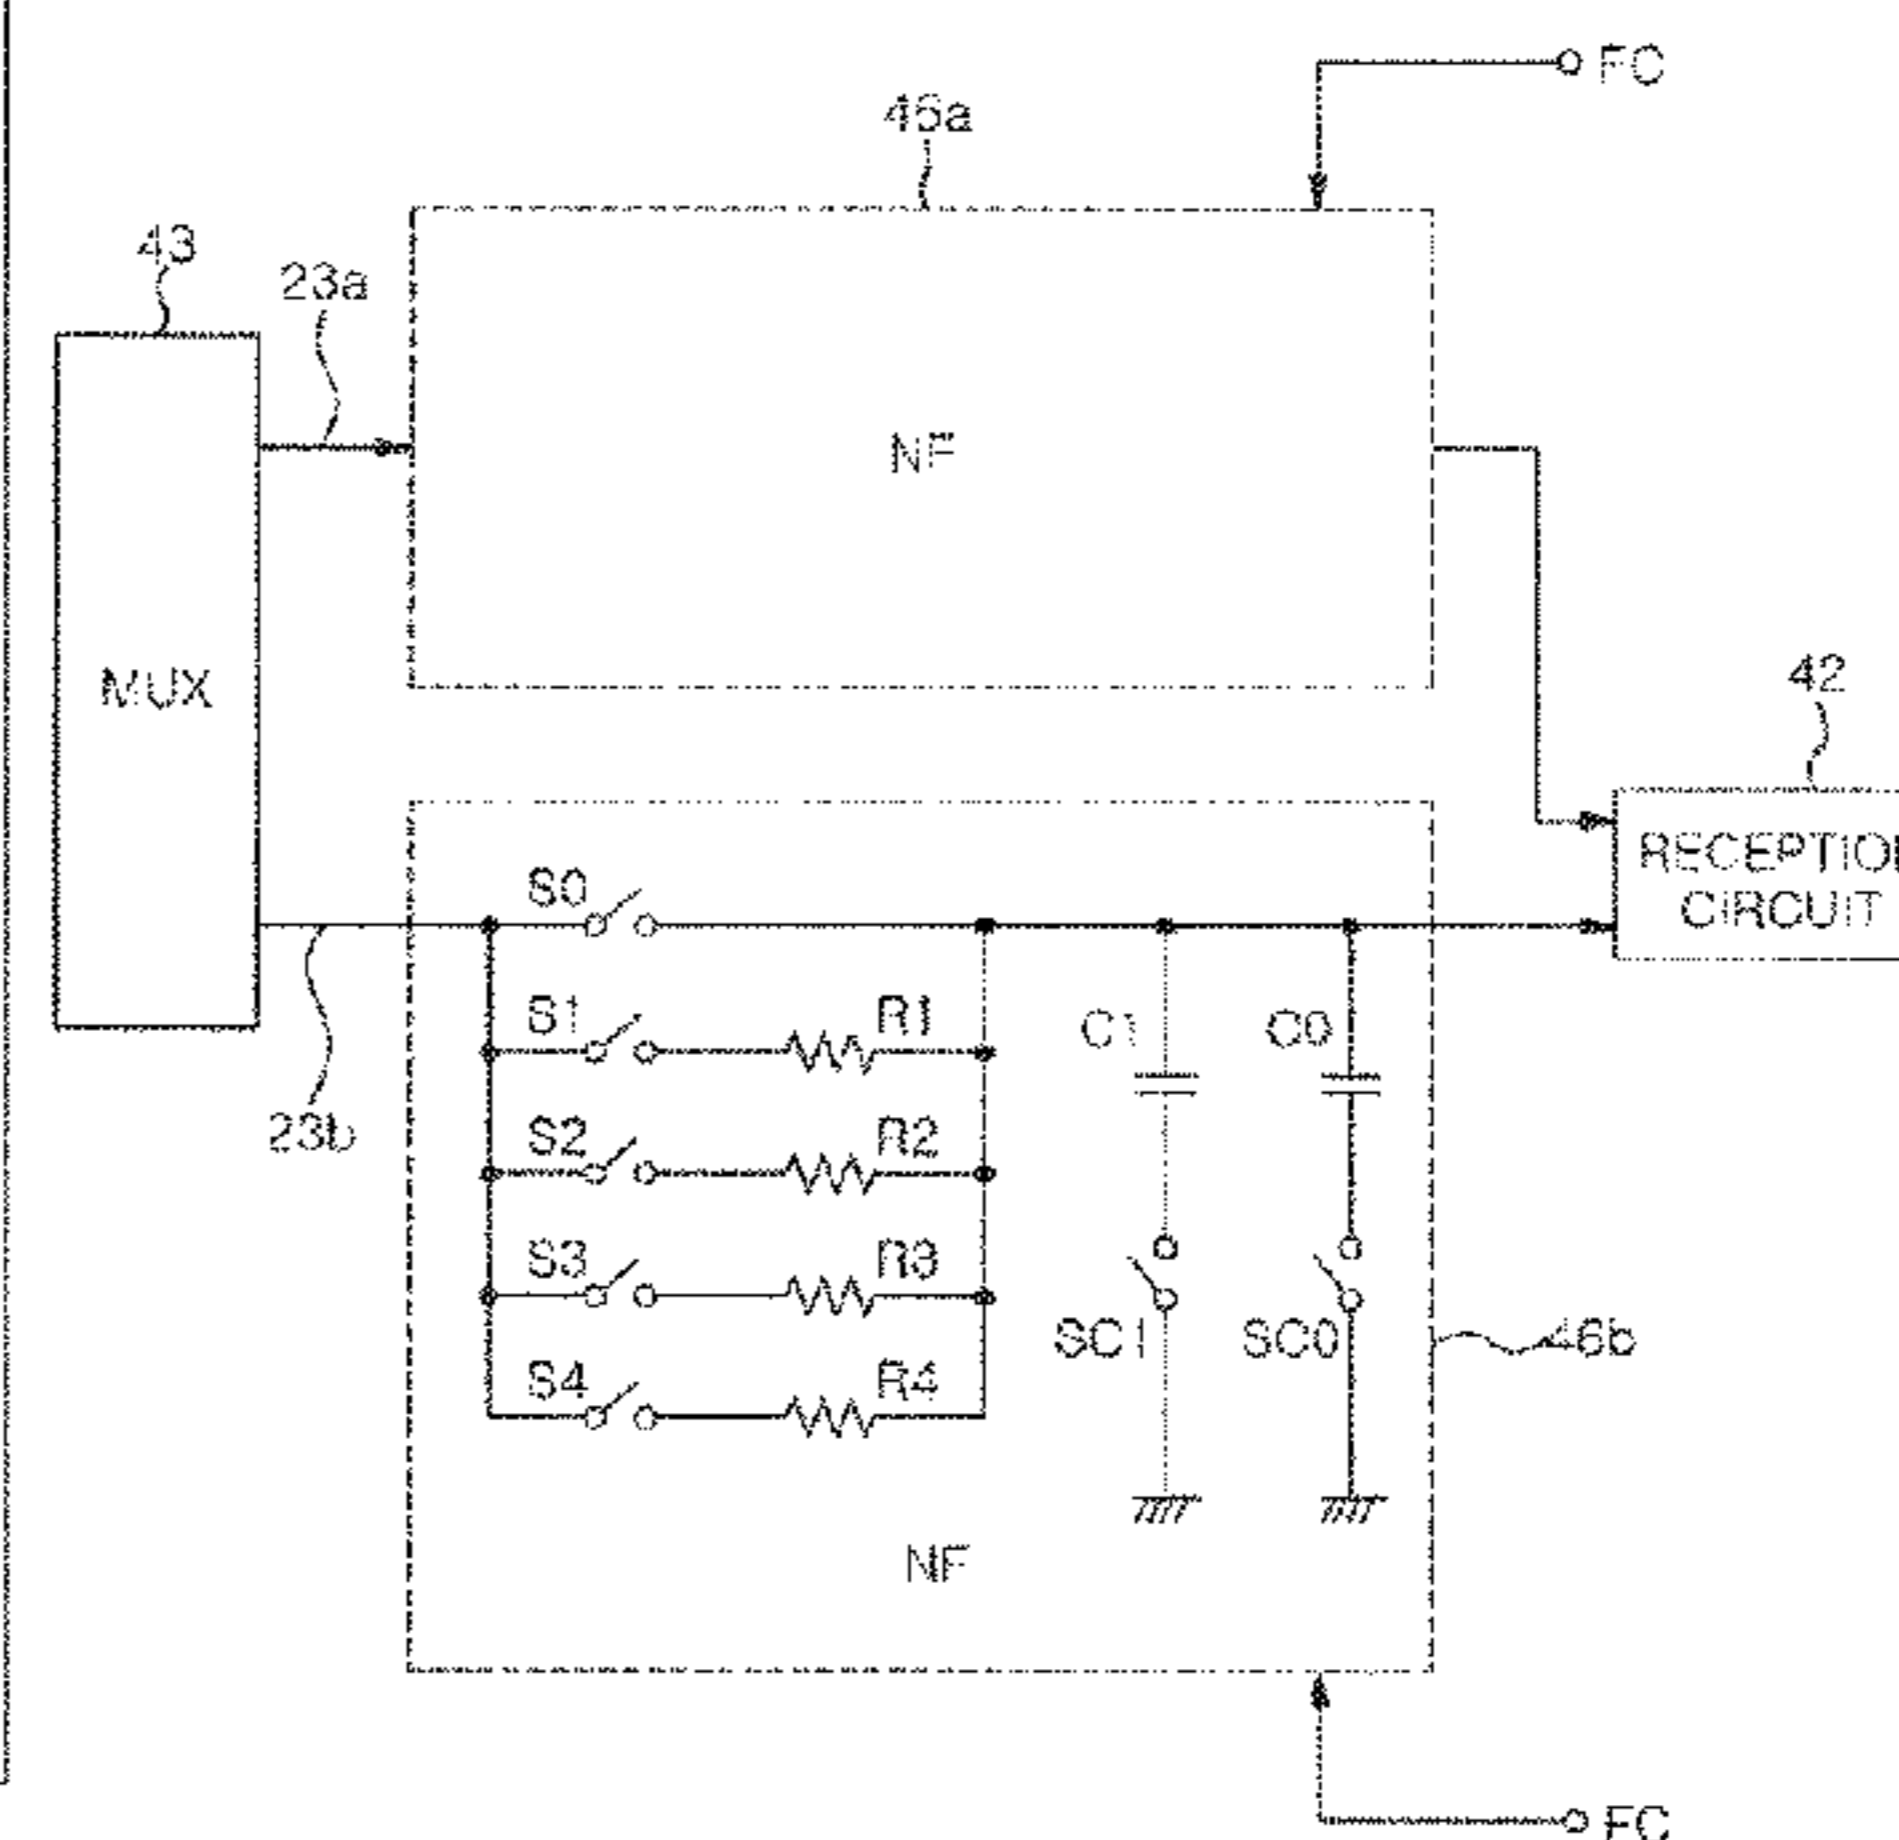 FC
46a
43
23a
NF
MUX
42
RECEPTION
CIRCUIT
S0
S1
R1
C1
C0
23b
S2
R2
S3
R3
SC1
SC0
46b
S4
R4
NF
FC